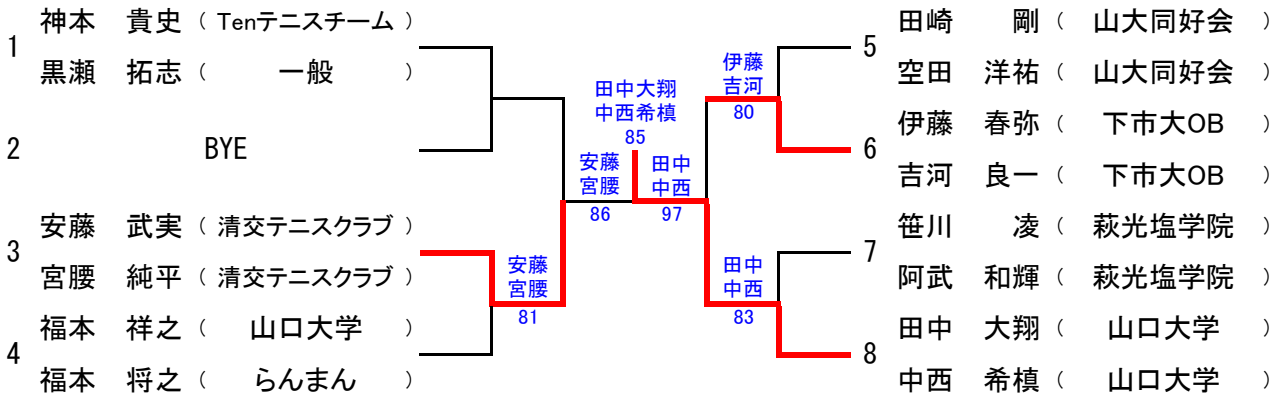 1
神本 貴史 ( Tenテニスチーム )
黒瀬 拓志 ( 一般 )
2
BYE
3
安藤 武実 ( 清交テニスクラブ )
宮腰 純平 ( 清交テニスクラブ )
4
福本 祥之 ( 山口大学 )
福本 将之 ( らんまん )
安藤
宮腰
81
安藤
宮腰
86
田中大翔
中西希槙
85
田中
中西
97
伊藤
吉河
80
田中
中西
83
5
田崎 剛 ( 山大同好会 )
空田 洋祐 ( 山大同好会 )
6
伊藤 春弥 ( 下市大OB )
吉河 良一 ( 下市大OB )
7
笹川 凌 ( 萩光塩学院 )
阿武 和輝 ( 萩光塩学院 )
8
田中 大翔 ( 山口大学 )
中西 希槙 ( 山口大学 )